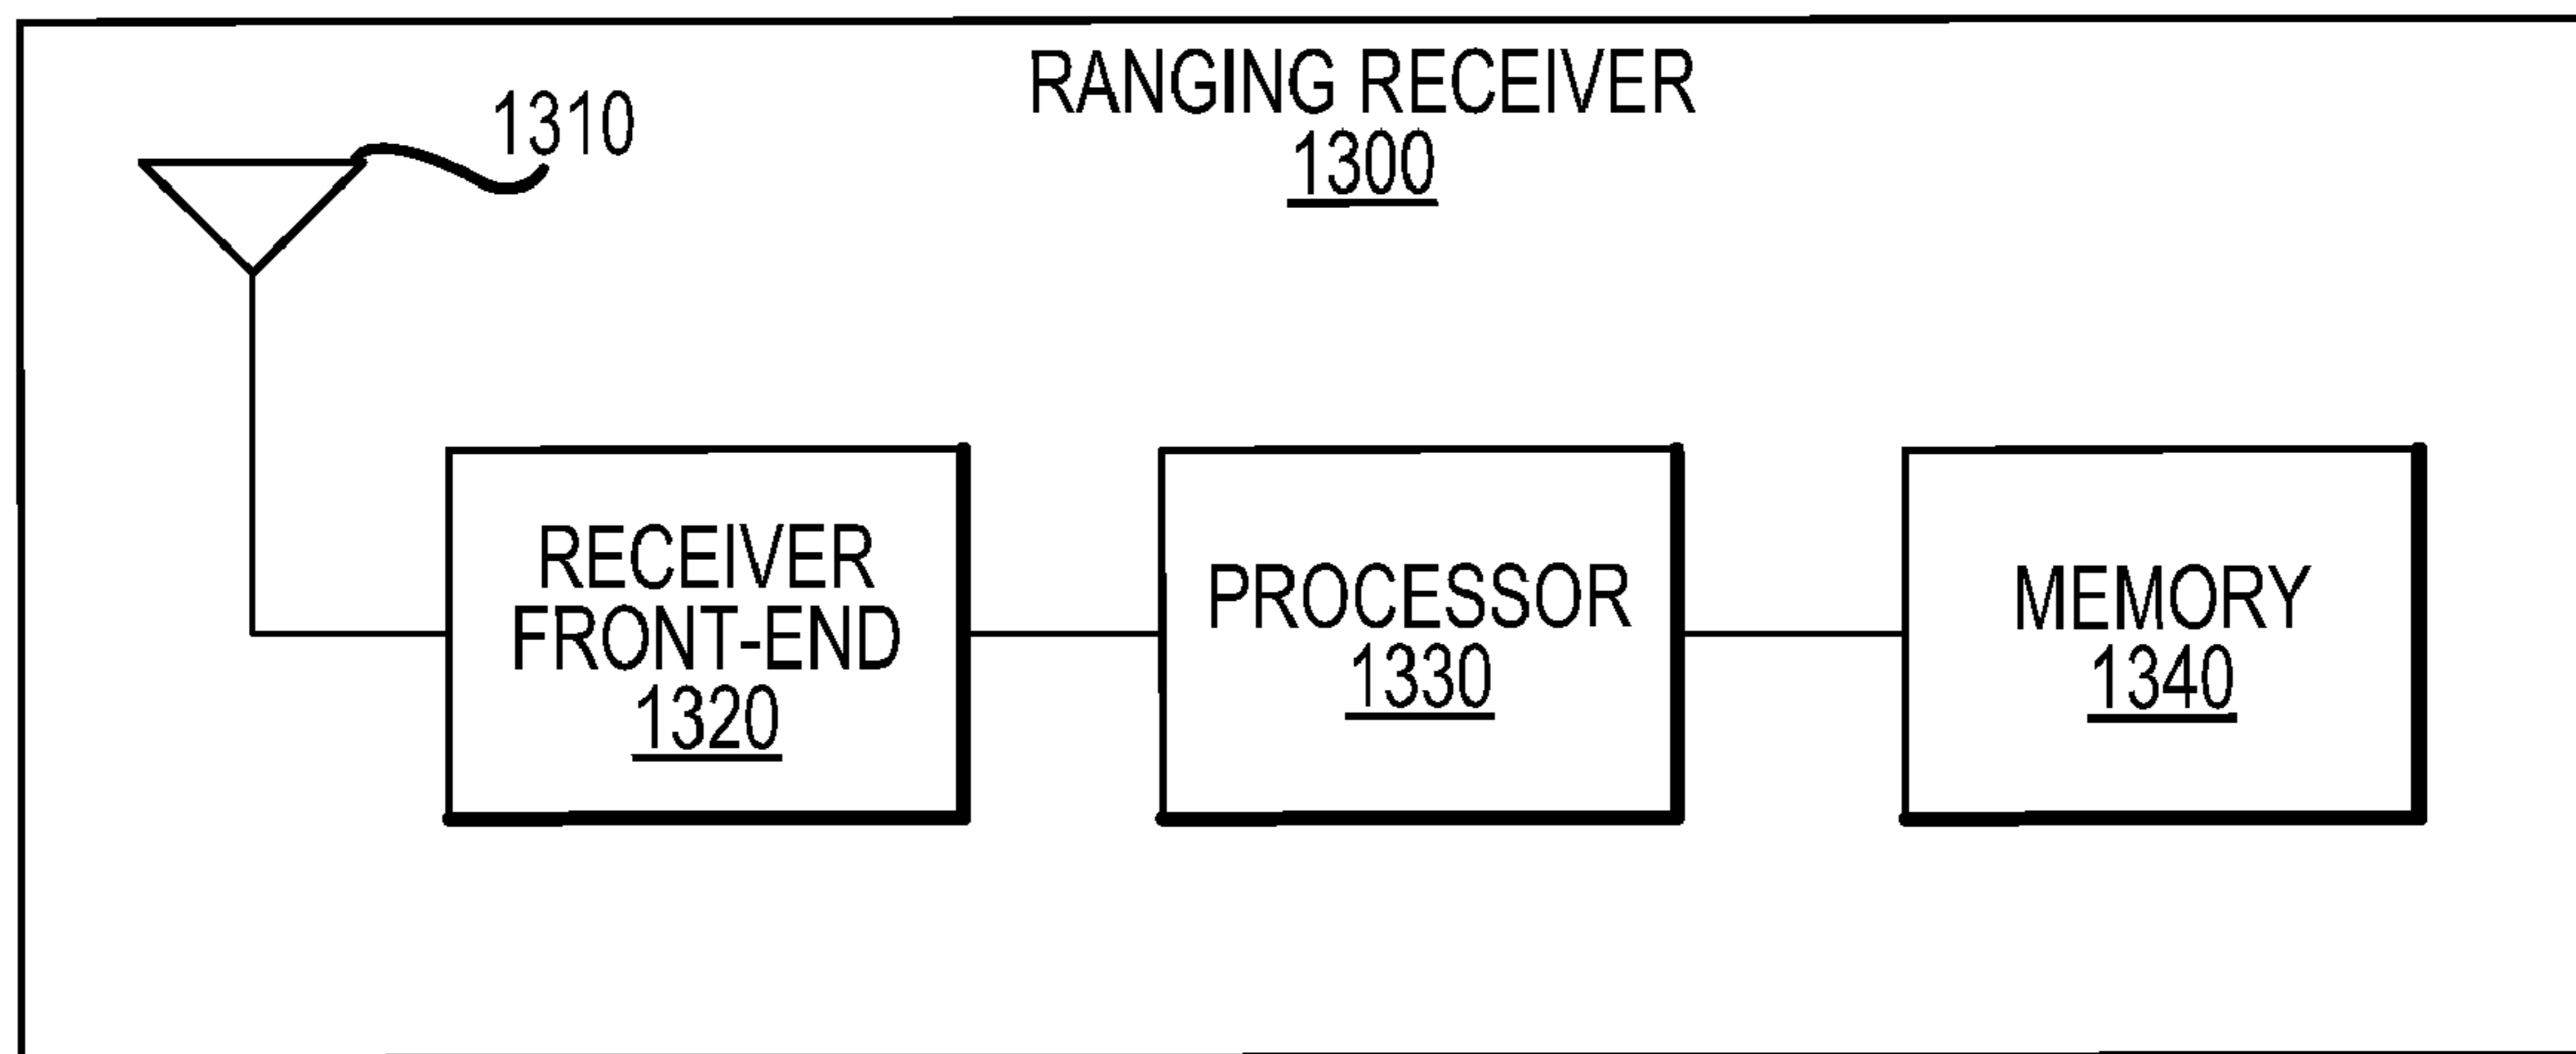 RANGING RECEIVER
1300
1310
RECEIVER
FRONT-END
1320
PROCESSOR
1330
MEMORY
1340